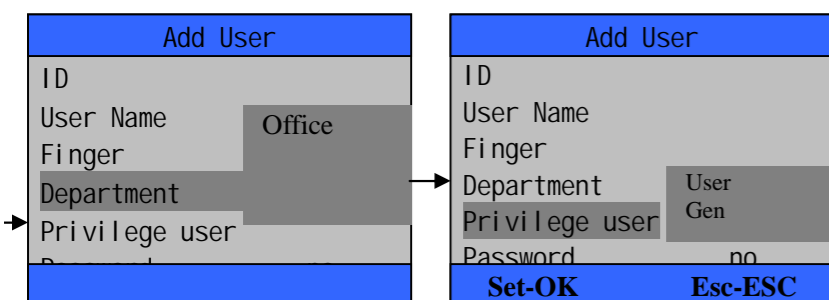 Add User
ID
User Name
Office
Finger
Department
Privilege user
Add User
ID
User Name
Finger
Department
User
Privilege user
Gen
Password no
Set-OK Esc-ESC